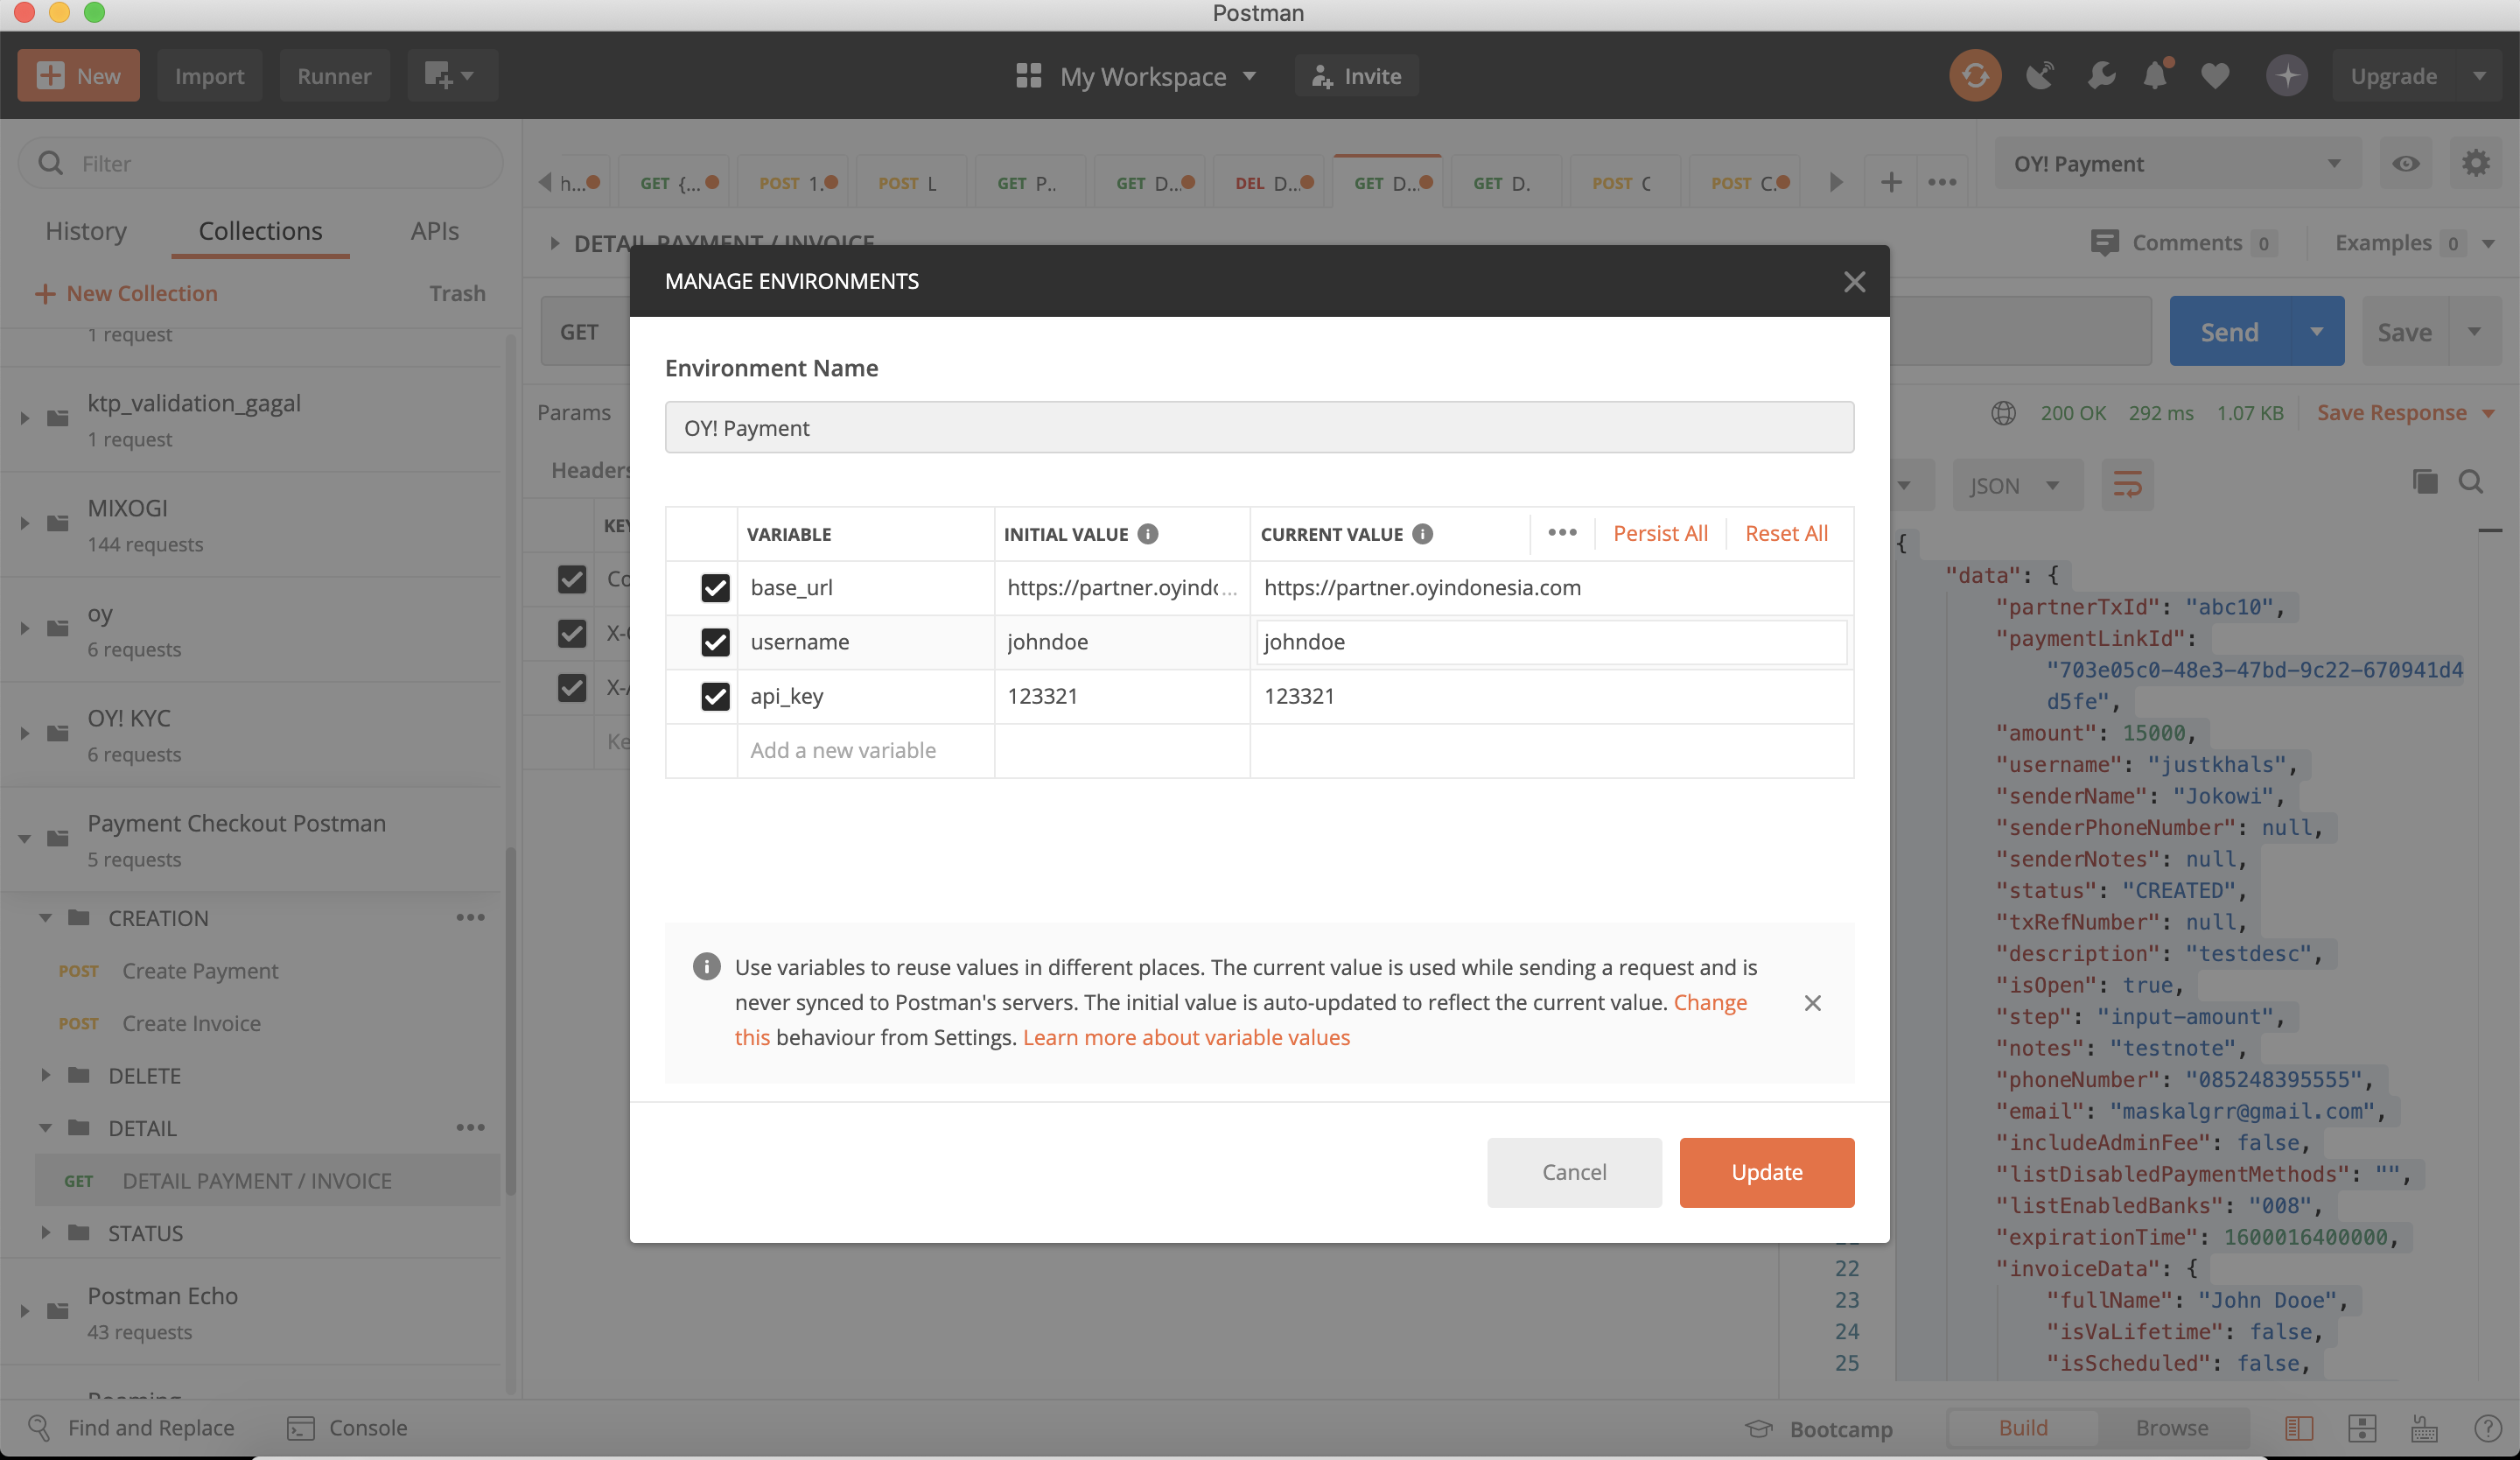 Postman
New
Import
Runner
My Workspace
Invite
Upgrade
Filter
History
Collections
APIs
New Collection
Trash
1 request
ktp_validation_gagal
1 request
MIXOGI
144 requests
oy
6 requests
OY! KYC
6 requests
Payment Checkout Postman
5 requests
CREATION
POST Create Payment
POST Create Invoice
DELETE
DETAIL
GET DETAIL PAYMENT / INVOICE
STATUS
Postman Echo
43 requests
h...
GET {...
POST 1.
POST L
GET P..
GET D...
DEL D...
GET D...
GET D.
POST C
POST C.
OY! Payment
DETAIL PAYMENT / INVOICE
Comments 0
Examples 0
GET
Send
Save
Params
200 OK 292 ms 1.07 KB
Save Response
Headers
JSON
MANAGE ENVIRONMENTS
Environment Name
OY! Payment
VARIABLE INITIAL VALUE CURRENT VALUE ••• Persist All Reset All
base_url https://partner.oyind... https://partner.oyindonesia.com
username johndoe johndoe
api_key 123321 123321
Add a new variable
Use variables to reuse values in different places. The current value is used while sending a request and is
never synced to Postman's servers. The initial value is auto-updated to reflect the current value. Change
this behaviour from Settings. Learn more about variable values
Cancel
Update
{
"data": {
"partnerTxId": "abc10",
"paymentLinkId":
"703e05c0-48e3-47bd-9c22-670941d4
d5fe",
"amount": 15000,
"username": "justkhals",
"senderName": "Jokowi",
"senderPhoneNumber": null,
"senderNotes": null,
"status": "CREATED",
"txRefNumber": null,
"description": "testdesc",
"isOpen": true,
"step": "input-amount",
"notes": "testnote",
"phoneNumber": "085248395555",
"email": "maskalgrr@gmail.com",
"includeAdminFee": false,
"listDisabledPaymentMethods": "",
"listEnabledBanks": "008",
"expirationTime": 1600016400000,
22 "invoiceData": {
23 "fullName": "John Dooe",
24 "isVaLifetime": false,
25 "isScheduled": false,
Find and Replace
Console
Bootcamp
Build
Browse